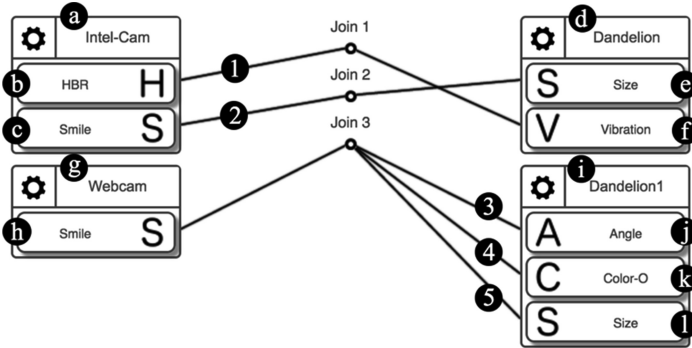 a
Intel-Cam
b HBR H
c Smile S
g
Webcam
h Smile S
1
2
Join 1
Join 2
Join 3
3
4
5
d
Dandelion
S Size e
V Vibration f
i
Dandelion1
A Angle j
C Color-O k
S Size l